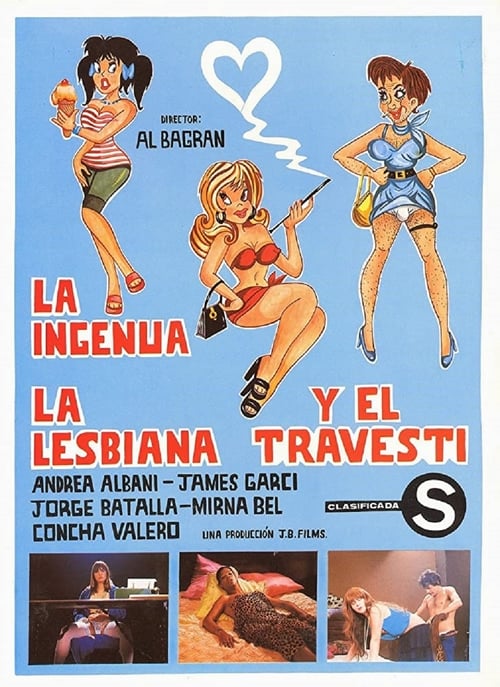 DIRECTOR:
AL BAGRAN
LA
INGENUA
LA
LESBIANA
Y EL
TRAVESTI
ANDREA ALBANI - JAMES GARCI
JORGE BATALLA - MIRNA BEL
CONCHA VALERO
UNA PRODUCCIÓN J.B. FILMS.
CLASIFICADA S